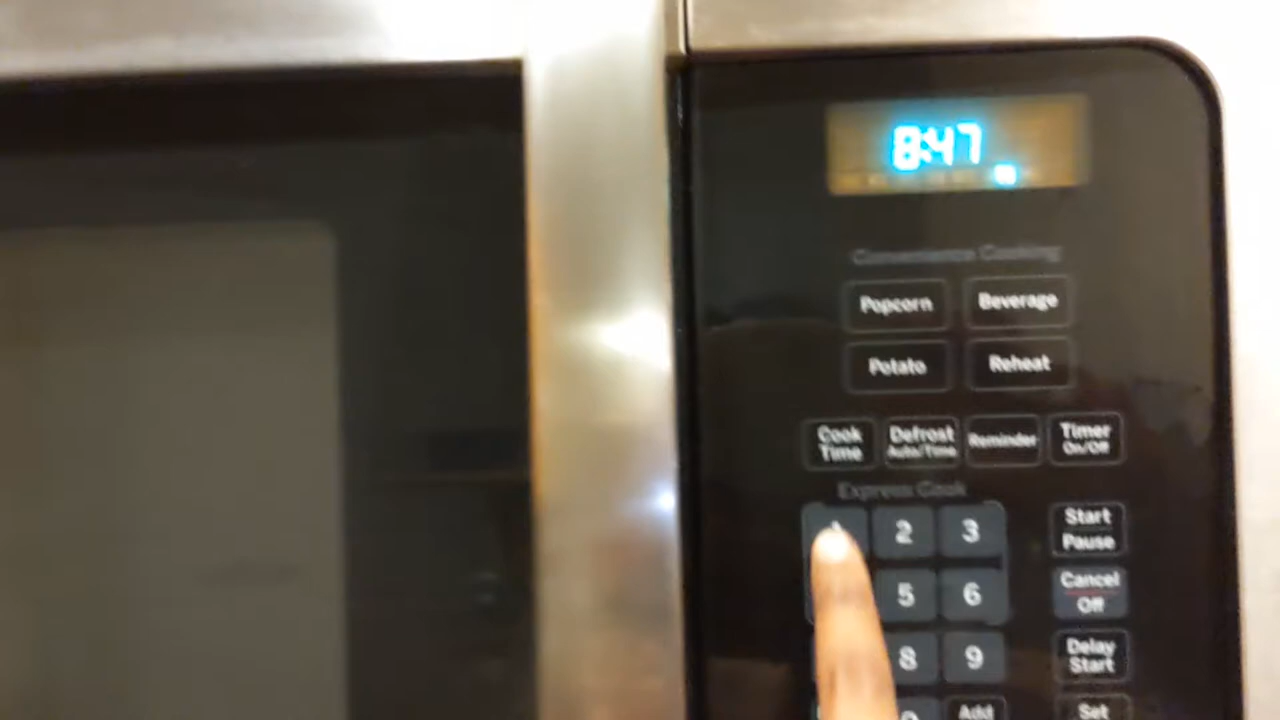 8:47
Convenience Cooking
Popcorn Beverage
Potato Reheat
Cook Time
Defrost Auto/Time
Reminder
Timer On/Off
Express Cook
2 3
Start Pause
5 6
Cancel Off
8 9
Delay Start
0
Add
Set